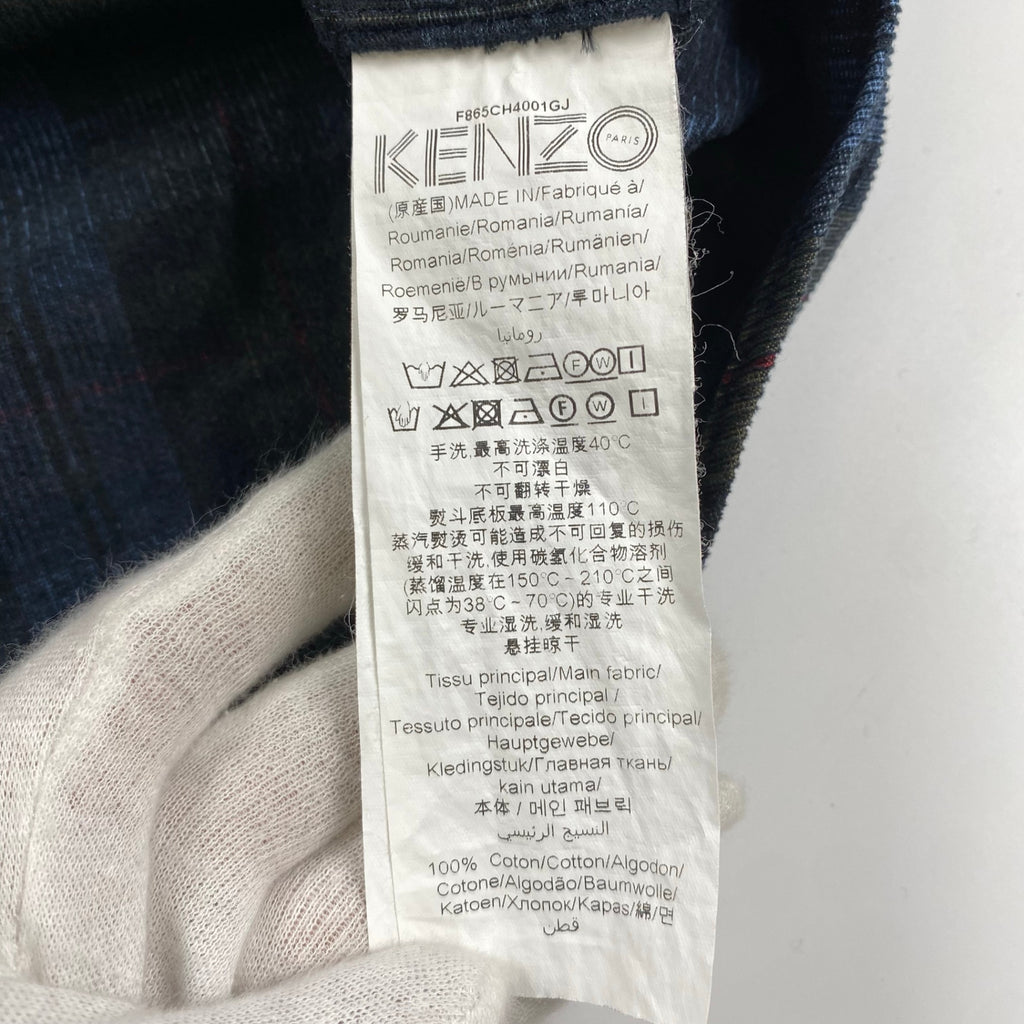 F865CH4001GJ
KENZO PARIS
(原産国)MADE IN/Fabriqué à/
Roumanie/Romania/Rumanía/
Romania/Roménia/Rumänien/
Roemenië/В румынии/Rumania/
罗马尼亚/ルーマニア/루마니아
رومانيا
F W
F W
手洗,最高洗涤温度40℃
不可漂白
不可翻转干燥
熨斗底板最高温度110℃
蒸汽熨烫可能造成不可回复的损伤
缓和干洗,使用碳氢化合物溶剂
(蒸馏温度在150℃~210℃之间
闪点为38℃~70℃)的专业干洗
专业湿洗,缓和湿洗
悬挂晾干
Tissu principal/Main fabric/
Tejido principal /
Tessuto principale/Tecido principal/
Hauptgewebe/
Kledingstuk/Главная ткань/
kain utama/
本体 / 메인 패브릭
النسيج الرئيسي
100% Coton/Cotton/Algodon/
Cotone/Algodão/Baumwolle/
Katoen/Хлопок/Kapas/綿/면
قطن